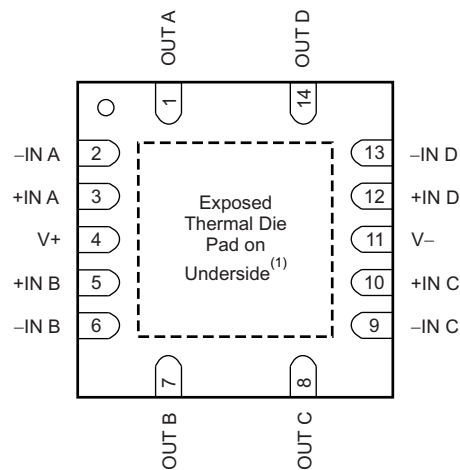 OUT A
OUT D
1
14
−IN A 2
13 −IN D
+IN A 3
12 +IN D
V+ 4
11 V−
+IN B 5
10 +IN C
−IN B 6
9 −IN C
Exposed
Thermal Die
Pad on
Underside(1)
7
8
OUT B
OUT C